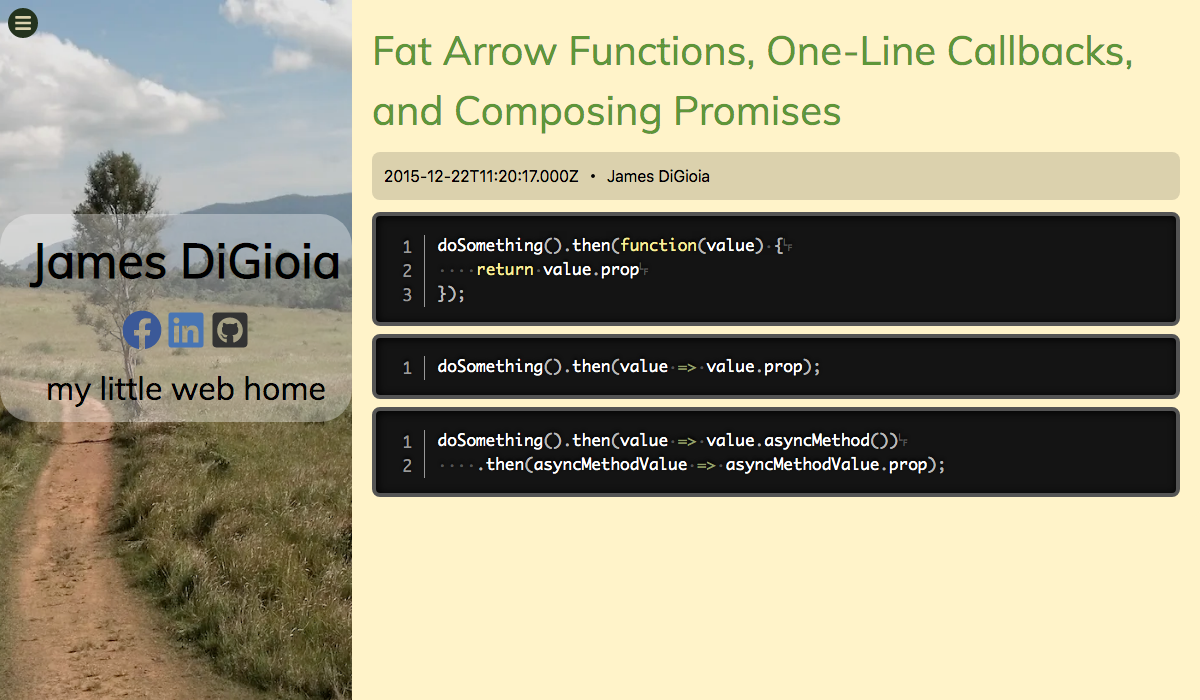 James DiGioia
my little web home
Fat Arrow Functions, One-Line Callbacks,
and Composing Promises
2015-12-22T11:20:17.000Z • James DiGioia
1 doSomething().then(function(value) {
2     return value.prop
3 });
1 doSomething().then(value => value.prop);
1 doSomething().then(value => value.asyncMethod())
2     .then(asyncMethodValue => asyncMethodValue.prop);